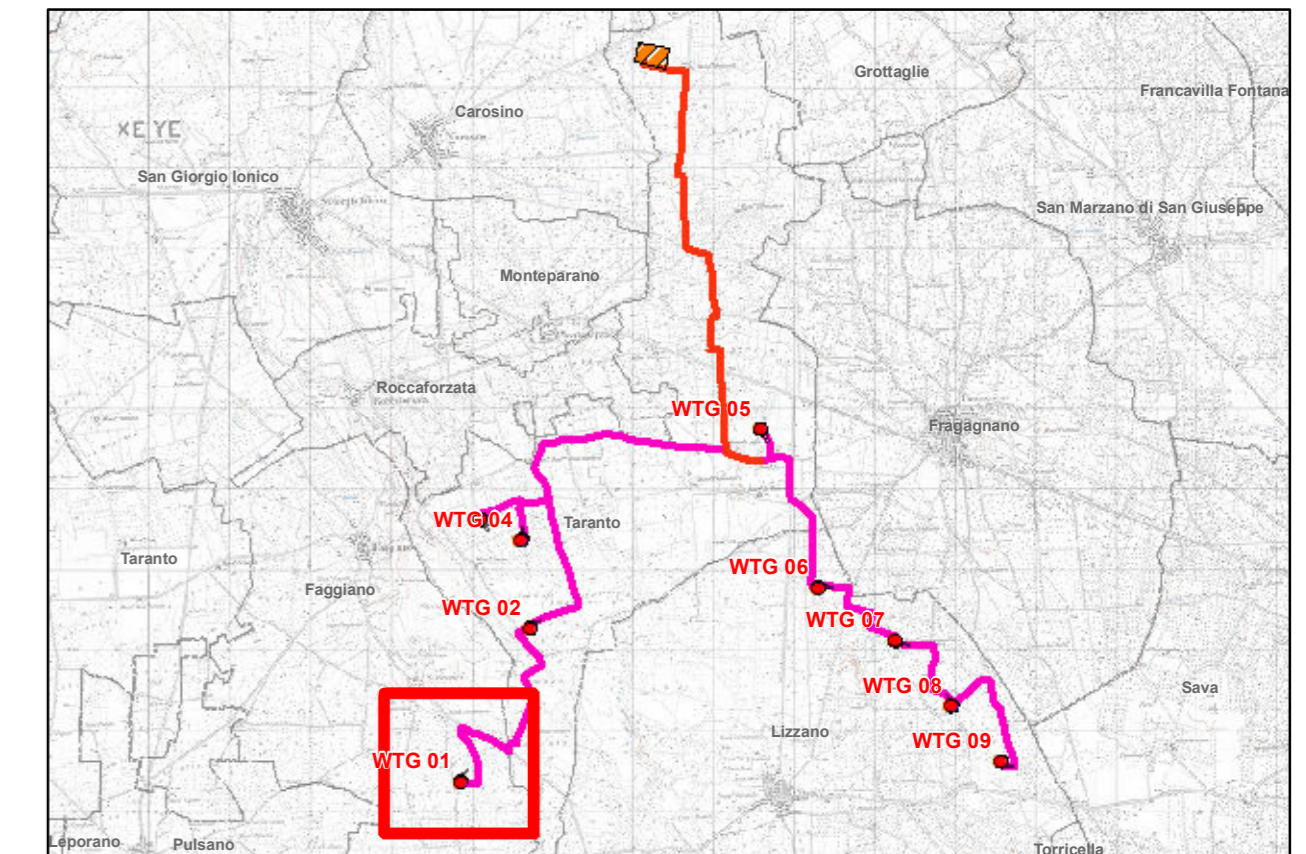 Grottaglie
Francavilla Fontana
Carosino
San Giorgio Ionico
San Marzano di San Giuseppe
Monteparano
Roccaforzata
WTG 05
Fragagnano
WTG 04
Taranto
Taranto
WTG 06
Faggiano
WTG 02
WTG 07
WTG 08
Sava
Lizzano
WTG 09
WTG 01
Leporano
Pulsano
Torricella